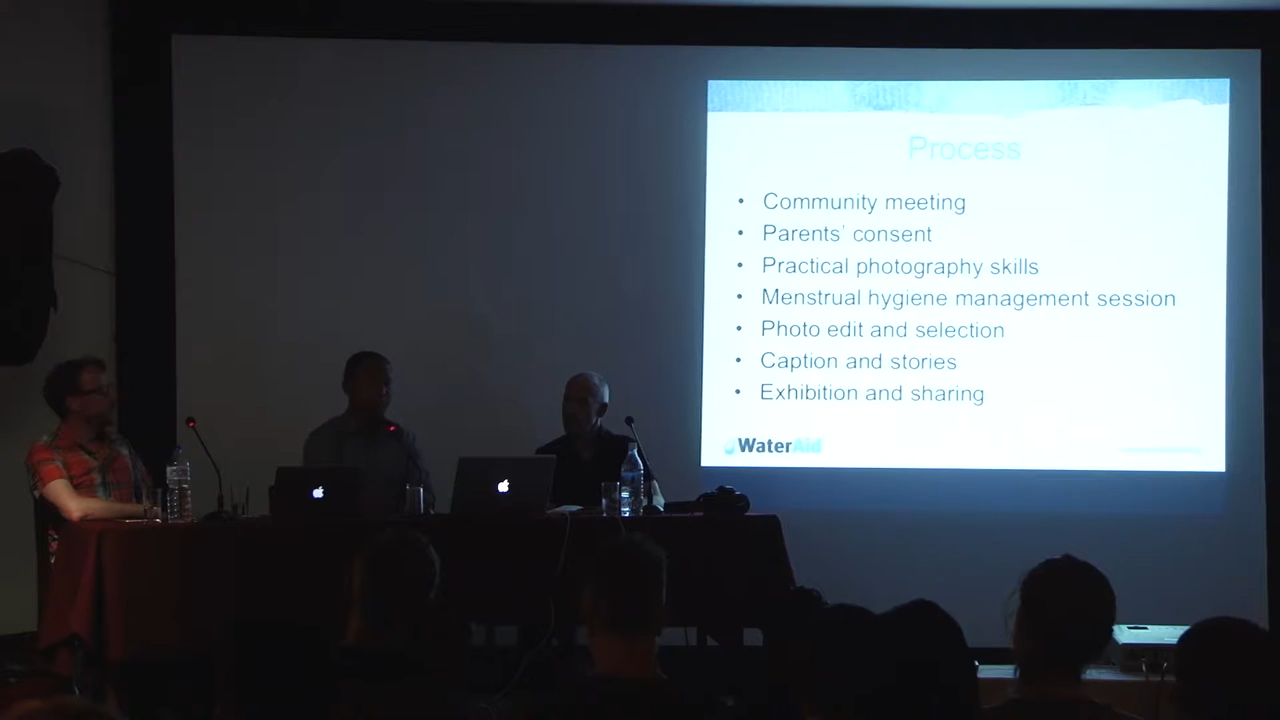 Process
• Community meeting
• Parents' consent
• Practical photography skills
• Menstrual hygiene management session
• Photo edit and selection
• Caption and stories
• Exhibition and sharing
WaterAid